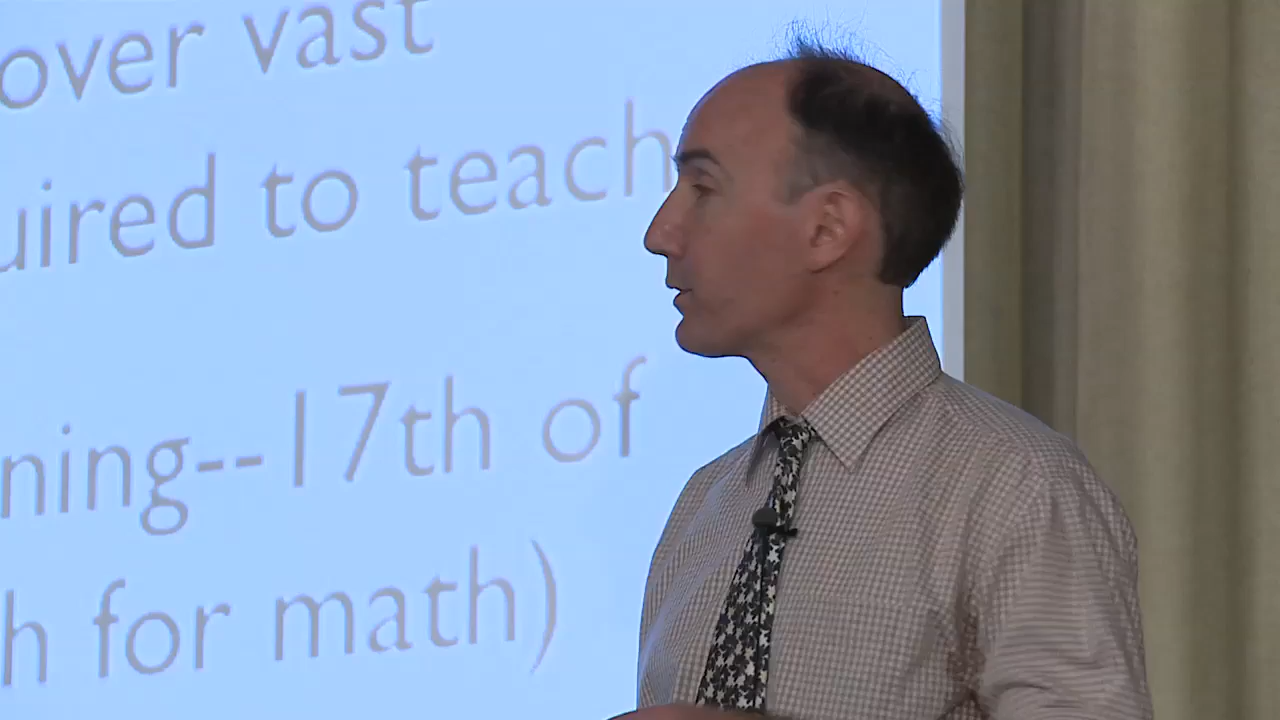 over vast
uired to teach
ning--17th of
h for math)